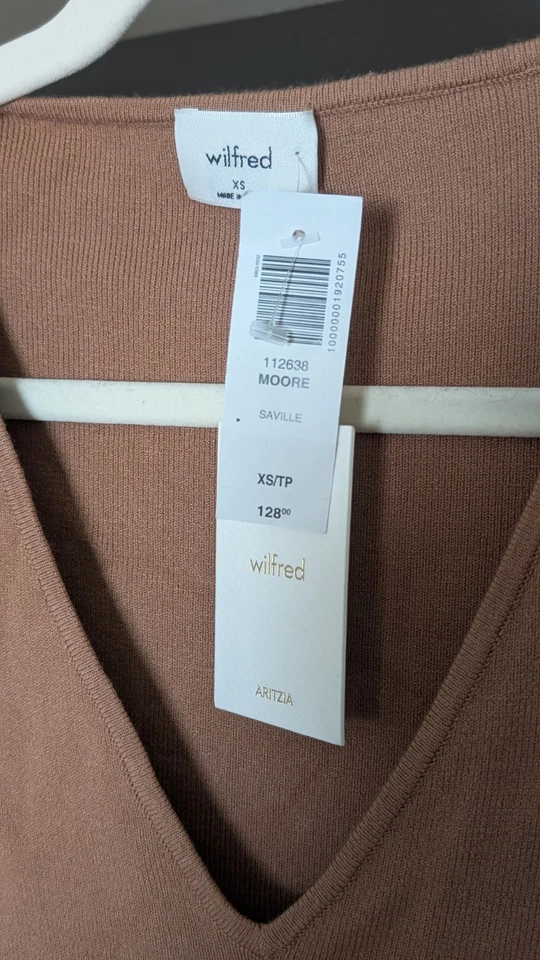 wilfred
XS
MADE IN
10000001920755
112638
MOORE
SAVILLE
XS/TP
128⁰⁰
wilfred
ARITZIA